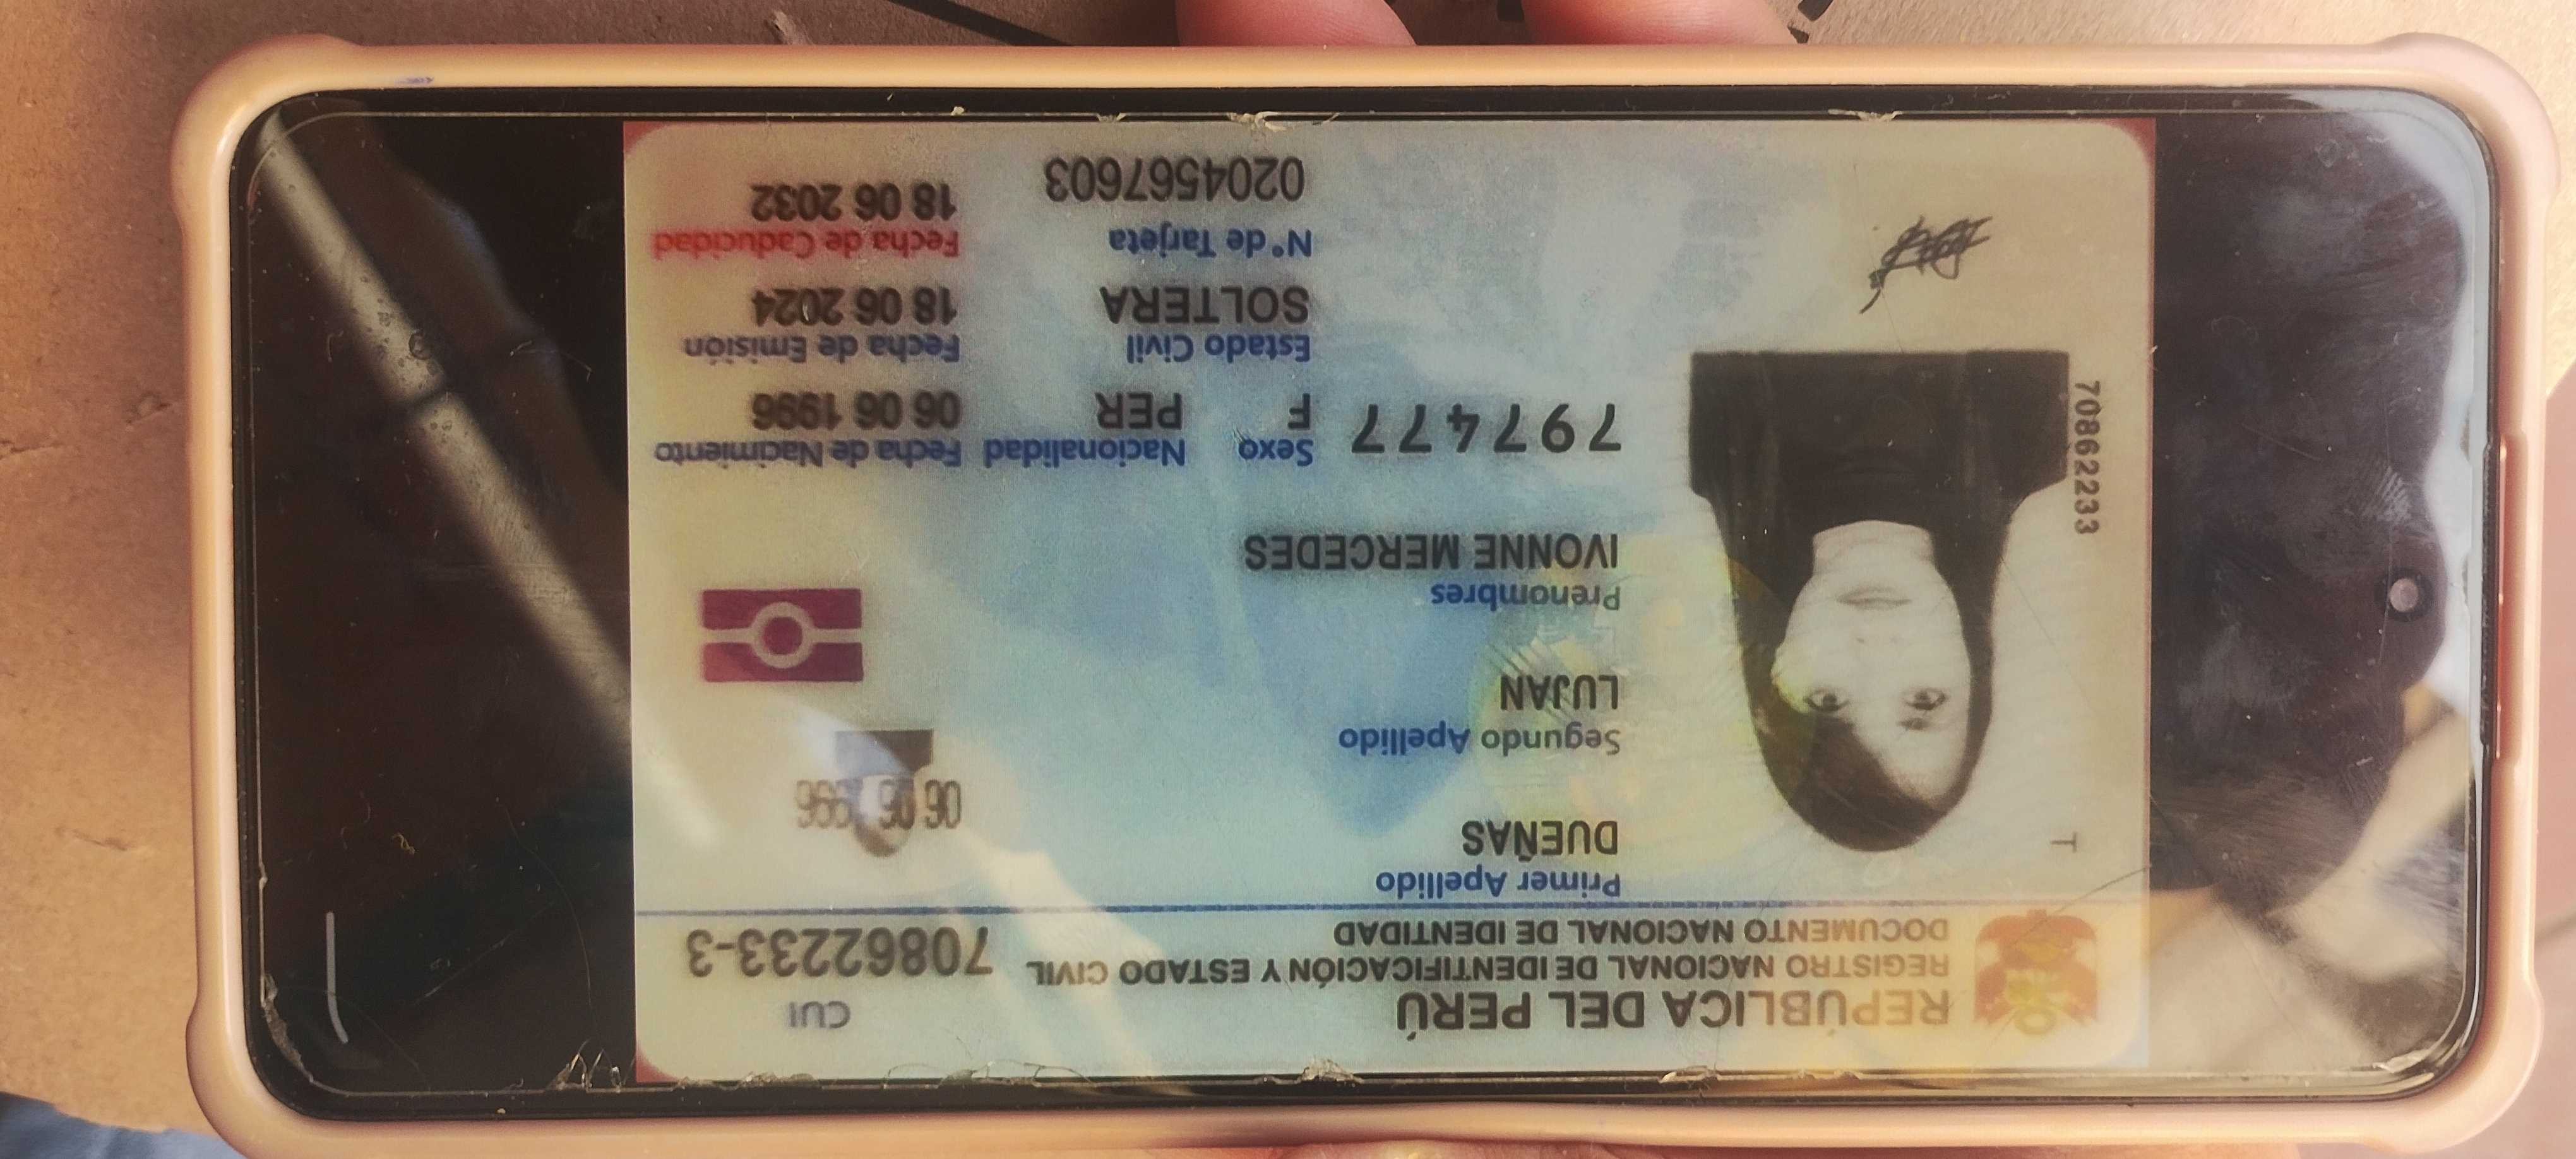 REPÚBLICA DEL PERÚ
REGISTRO NACIONAL DE IDENTIFICACIÓN Y ESTADO CIVIL
DOCUMENTO NACIONAL DE IDENTIDAD
CUI
70862233-3
Primer Apellido
DUEÑAS
Segundo Apellido
LUJAN
Prenombres
IVONNE MERCEDES
T
70862233
06 06 1996
797477
Sexo
F
Nacionalidad
PER
Fecha de Nacimiento
06 06 1996
Estado Civil
SOLTERA
Fecha de Emisión
18 06 2024
N° de Tarjeta
0204567603
Fecha de Caducidad
18 06 2032